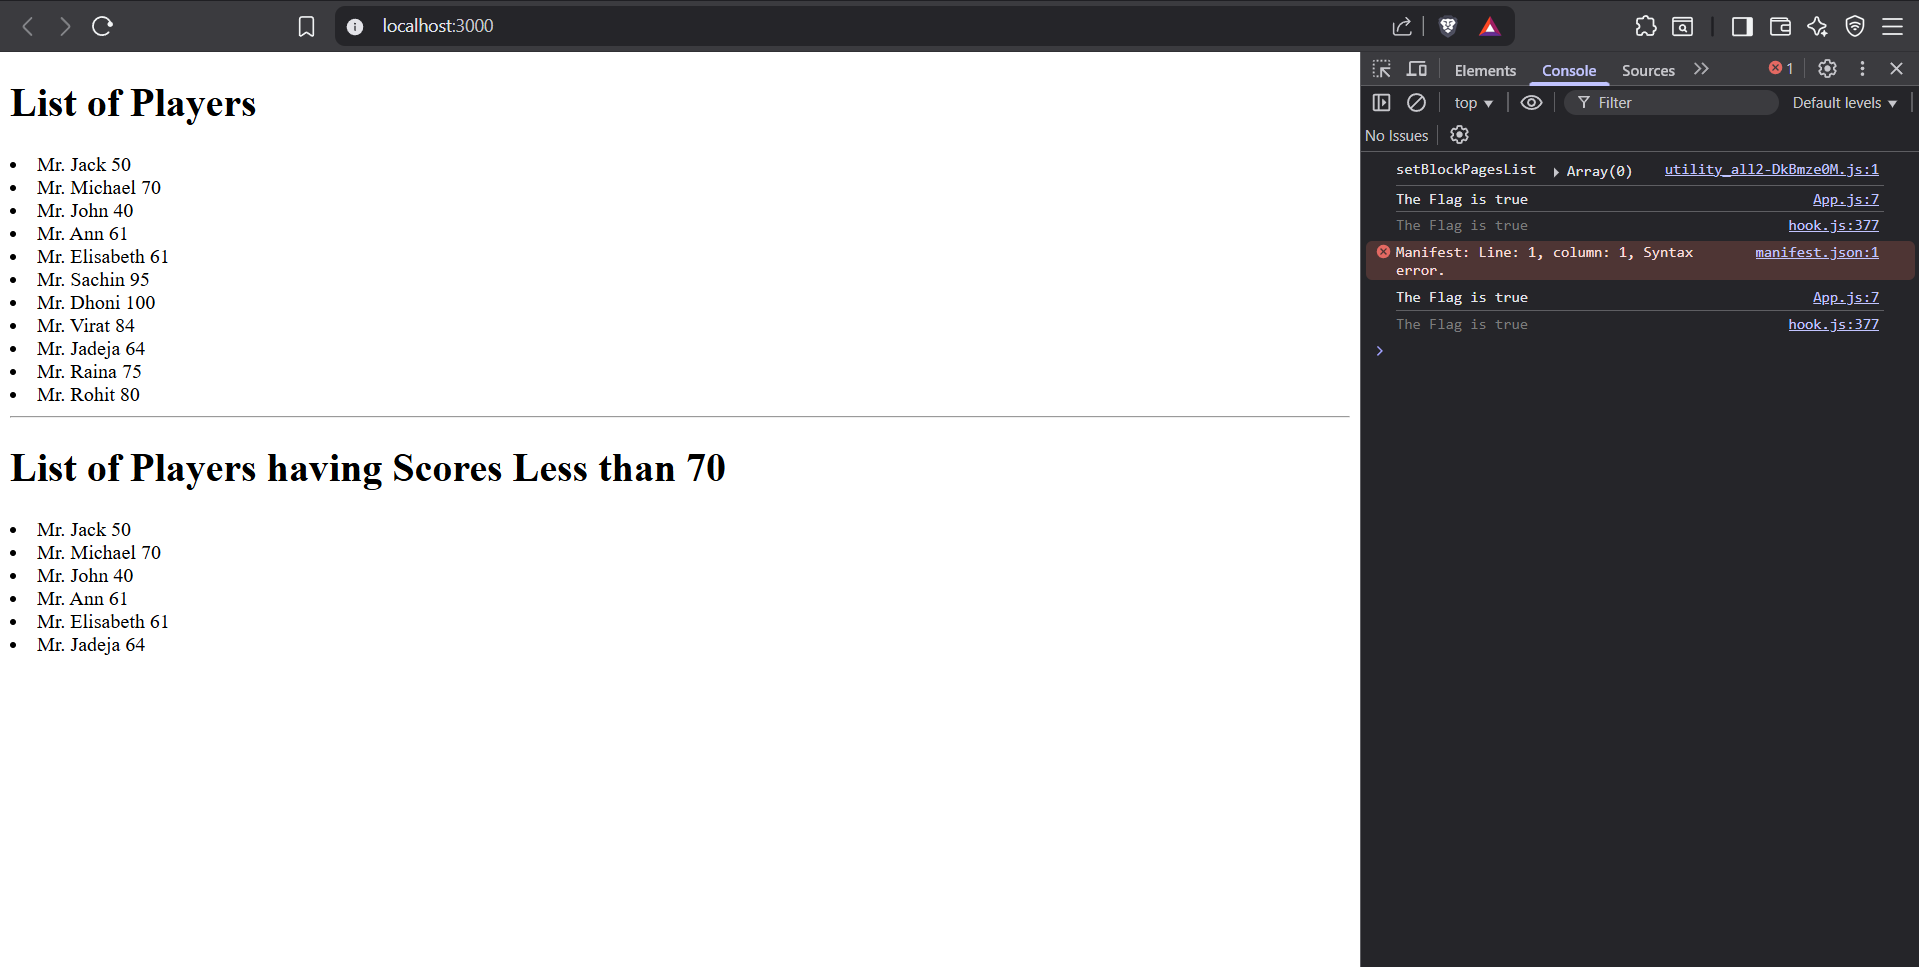 localhost:3000
Elements Console Sources 1
top Filter Default levels
No Issues
List of Players
Mr. Jack 50
Mr. Michael 70
Mr. John 40
Mr. Ann 61
Mr. Elisabeth 61
Mr. Sachin 95
Mr. Dhoni 100
Mr. Virat 84
Mr. Jadeja 64
Mr. Raina 75
Mr. Rohit 80
List of Players having Scores Less than 70
Mr. Jack 50
Mr. Michael 70
Mr. John 40
Mr. Ann 61
Mr. Elisabeth 61
Mr. Jadeja 64
setBlockPagesList Array(0) utility_all2-DkBmze0M.js:1
The Flag is true App.js:7
The Flag is true hook.js:377
Manifest: Line: 1, column: 1, Syntax manifest.json:1
error.
The Flag is true App.js:7
The Flag is true hook.js:377